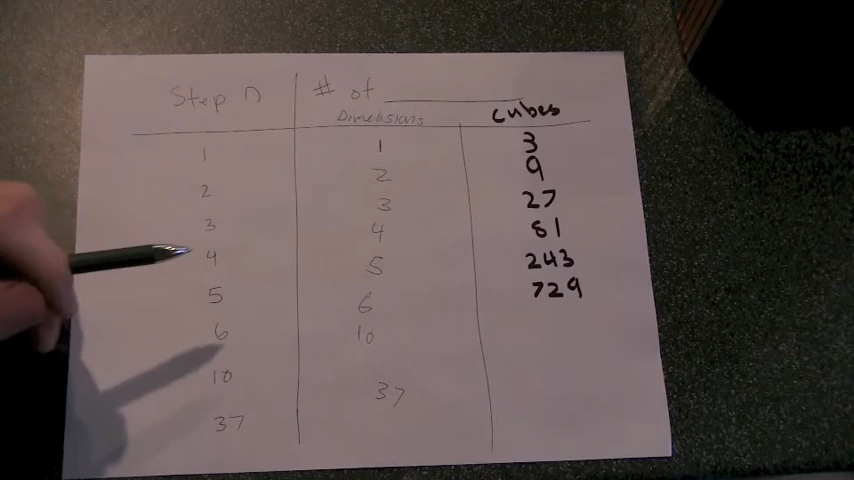 Step n # of
Dimensions cubes
1 1 3
2 2 9
3 3 27
4 4 81
5 5 243
6 6 729
10 10
37 37